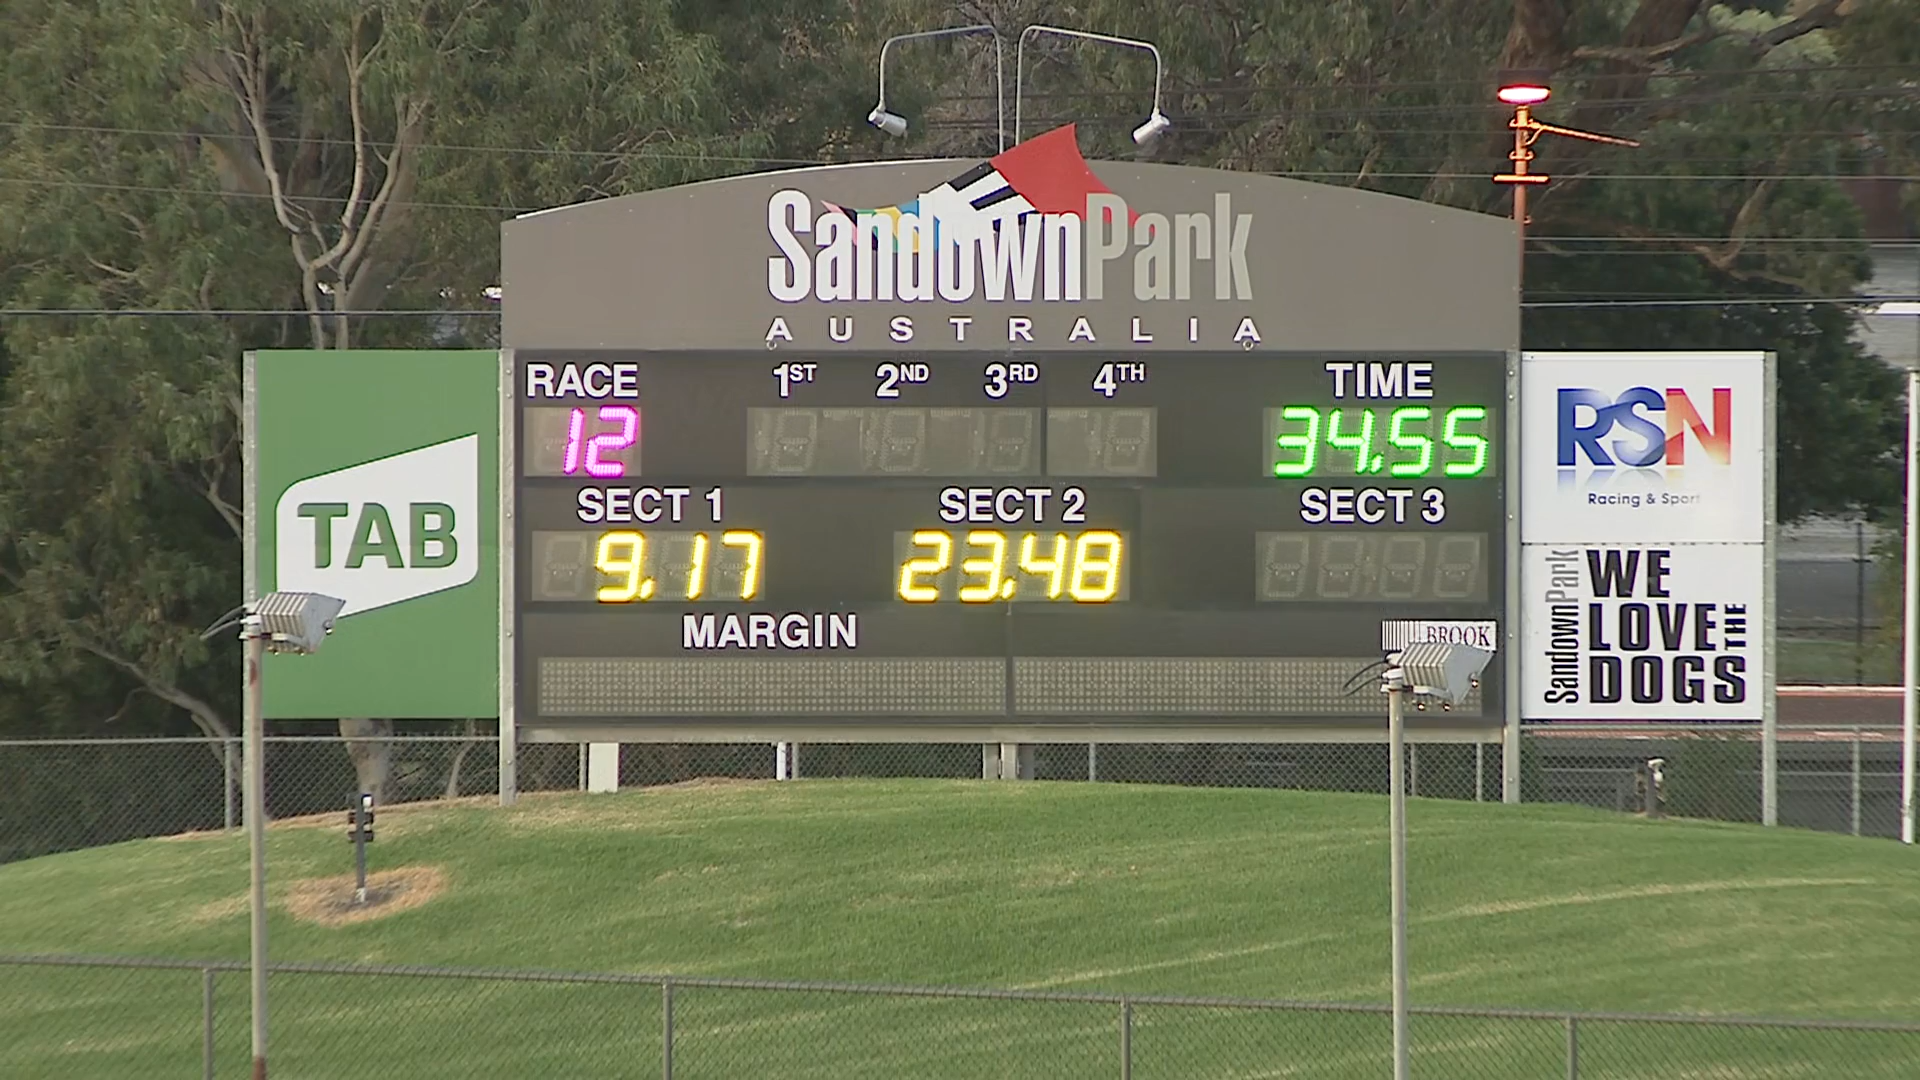 SandownPark
AUSTRALIA
RACE 1ST 2ND 3RD 4TH TIME
12 34.55
SECT 1 SECT 2 SECT 3
9.17 23.48
MARGIN
BROOK
TAB
RSN
Racing & Sport
SandownPark
WE
LOVE THE
DOGS